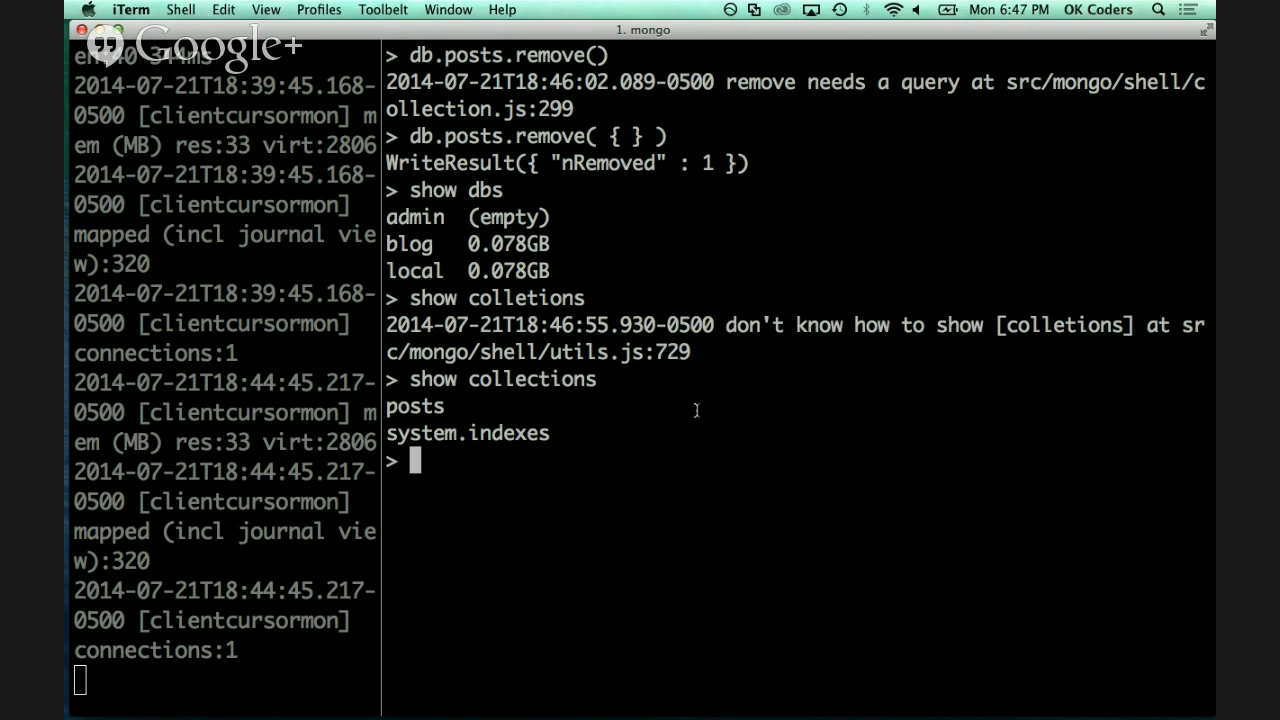 iTerm Shell Edit View Profiles Toolbelt Window Help Mon 6:47 PM OK Coders
1. mongo
Google+
2014-07-21T18:39:45.168-
0500 [clientcursormon] m
em (MB) res:33 virt:2806
2014-07-21T18:39:45.168-
0500 [clientcursormon]
mapped (incl journal vie
w):320
2014-07-21T18:39:45.168-
0500 [clientcursormon]
connections:1
2014-07-21T18:44:45.217-
0500 [clientcursormon] m
em (MB) res:33 virt:2806
2014-07-21T18:44:45.217-
0500 [clientcursormon]
mapped (incl journal vie
w):320
2014-07-21T18:44:45.217-
0500 [clientcursormon]
connections:1
> db.posts.remove()
2014-07-21T18:46:02.089-0500 remove needs a query at src/mongo/shell/c
ollection.js:299
> db.posts.remove( { } )
WriteResult({ "nRemoved" : 1 })
> show dbs
admin (empty)
blog 0.078GB
local 0.078GB
> show colletions
2014-07-21T18:46:55.930-0500 don't know how to show [colletions] at sr
c/mongo/shell/utils.js:729
> show collections
posts
system.indexes
>